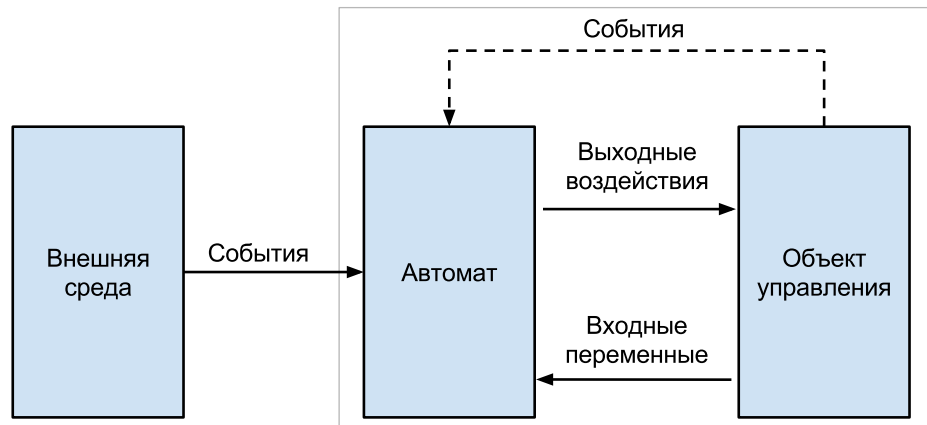 События
Внешняя
среда
События
Автомат
Выходные
воздействия
Объект
управления
Входные
переменные